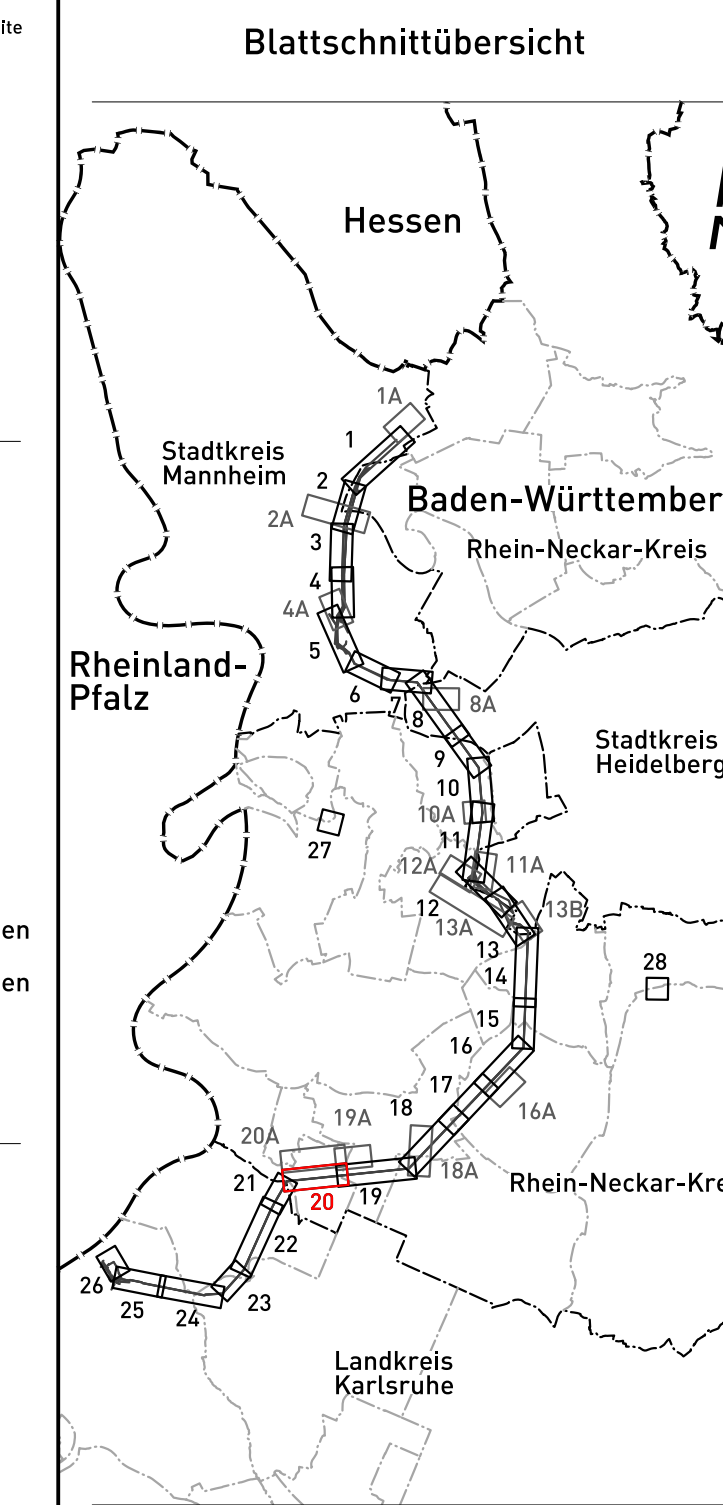 ite
Blattschnittübersicht
Hessen
1A
1
Stadtkreis
Mannheim
2
Baden-Württember
2A
3
Rhein-Neckar-Kreis
4
4A
5
Rheinland-
Pfalz
6
7
8A
8
Stadtkreis
Heidelberg
9
10
10A
11
27
12A
11A
12
13B
13A
en
13
28
14
en
15
16
17
18
16A
19A
20A
18A
21
20
19
Rhein-Neckar-Kre
22
26
25
24
23
Landkreis
Karlsruhe